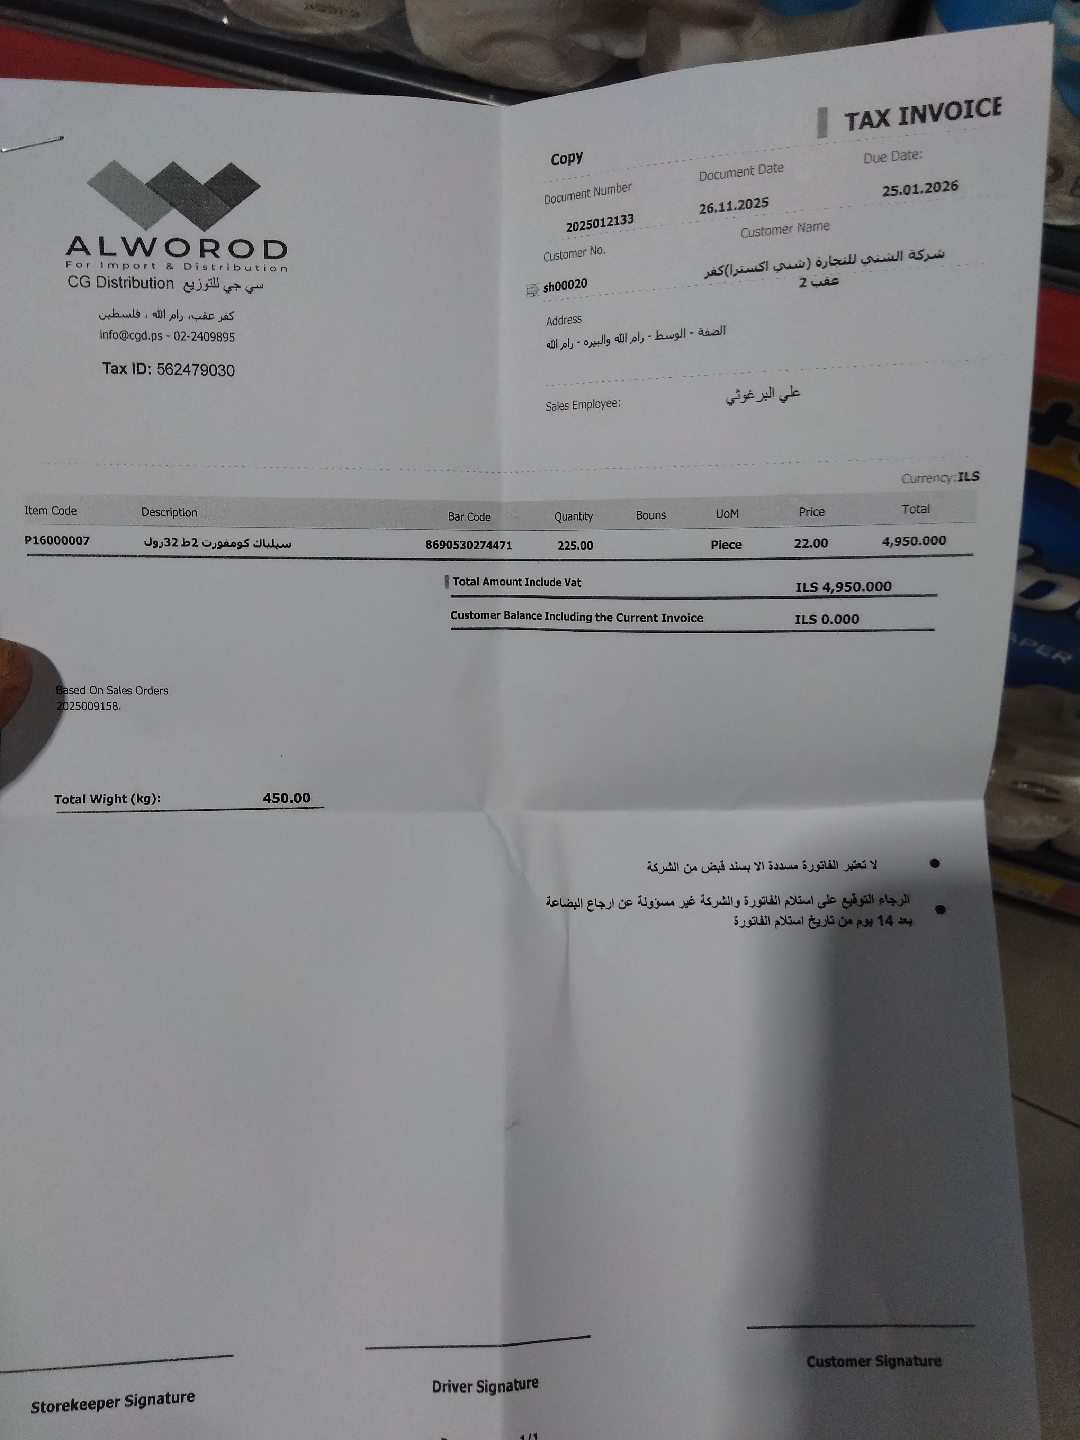 TAX INVOICE
Copy
Document Number
Document Date
Due Date:
2025012133
26.11.2025
25.01.2026
ALWOROD
For Import & Distribution
CG Distribution سي جي للتوزيع
كفر عقب، رام الله ، فلسطين
info@cgd.ps - 02-2409895
Tax ID: 562479030
Customer No.
Customer Name
sh00020
شركة الشني للتجارة (شني اكسترا)كفر
عقب 2
Address
الضفة - الوسط - رام الله والبيره - رام الله
Sales Employee:
علي البرغوثي
Currency:ILS
Item Code Description Bar Code Quantity Bouns UoM Price Total
P16000007 سيلباك كومفورت 2ط 32رول 8690530274471 225.00 Piece 22.00 4,950.000
Total Amount Include Vat ILS 4,950.000
Customer Balance Including the Current Invoice ILS 0.000
Based On Sales Orders
2025009158.
Total Wight (kg): 450.00
● لا تعتبر الفاتورة مسددة الا بسند قبض من الشركة
● الرجاء التوقيع على استلام الفاتورة والشركة غير مسؤولة عن ارجاع البضاعة
بعد 14 يوم من تاريخ استلام الفاتورة
Storekeeper Signature
Driver Signature
Customer Signature
1/1